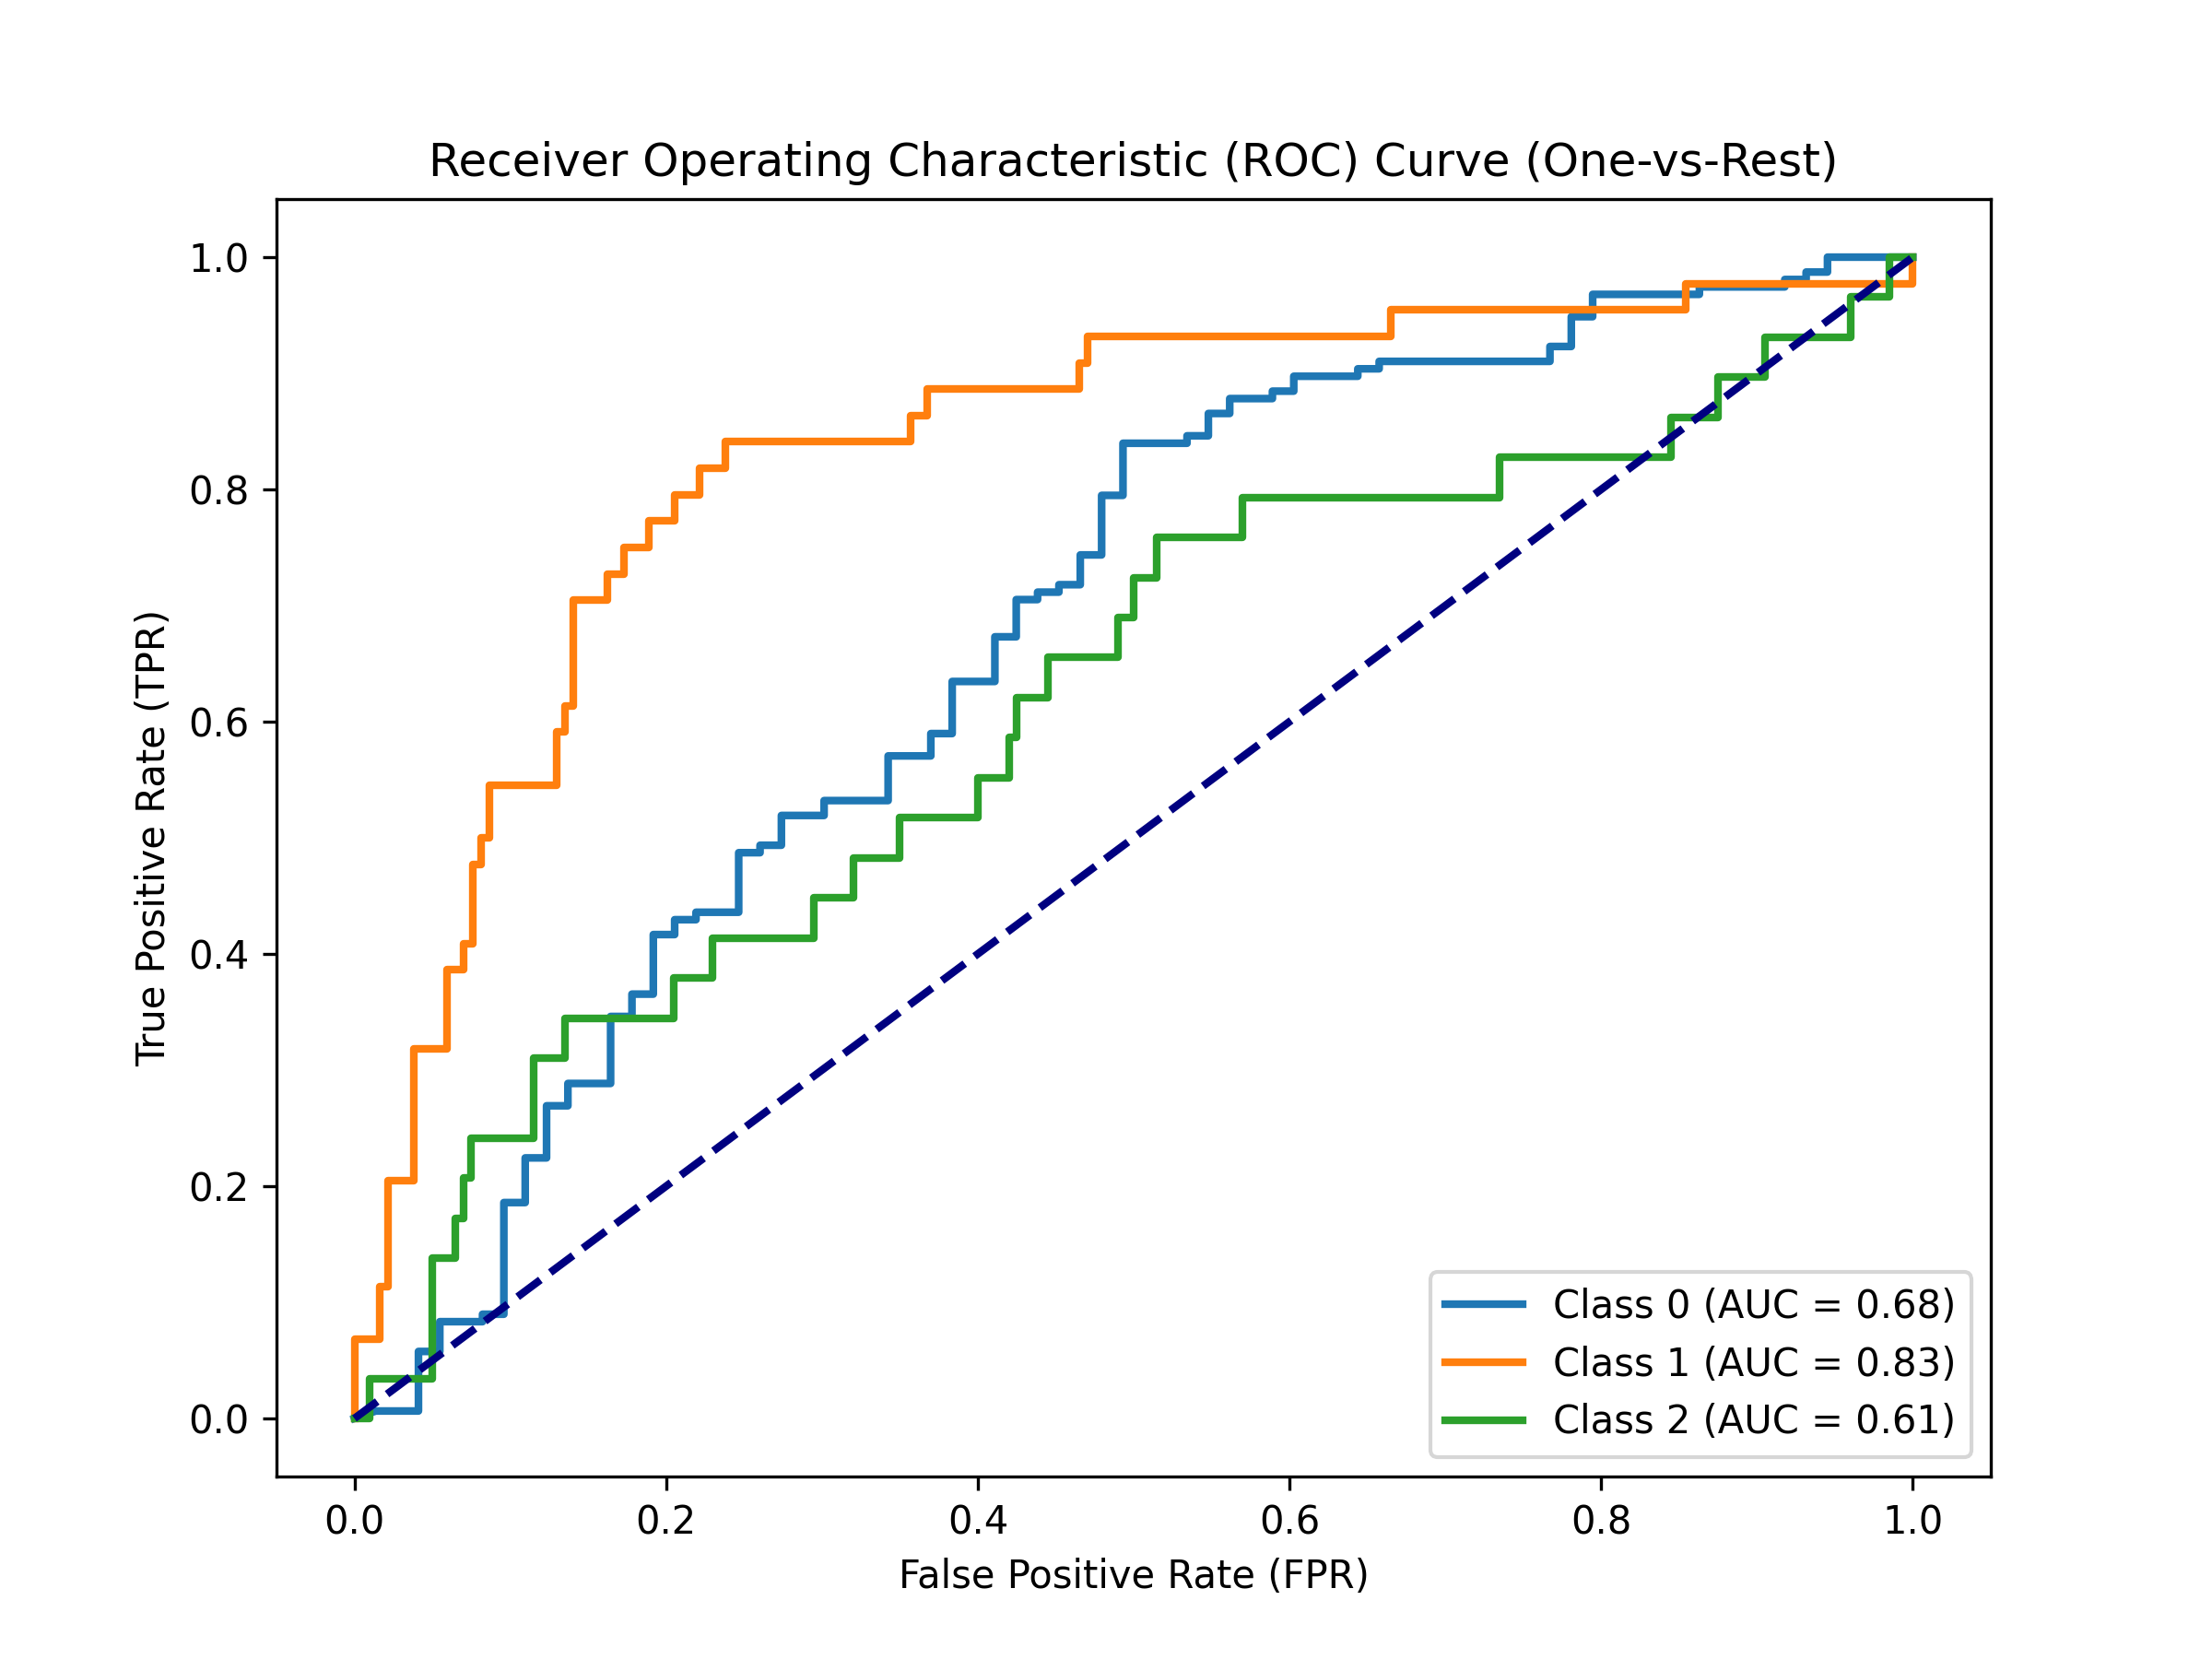 Receiver Operating Characteristic (ROC) Curve (One-vs-Rest)
1.0
0.8
0.6
0.4
0.2
0.0
True Positive Rate (TPR)
Class 0 (AUC = 0.68)
Class 1 (AUC = 0.83)
Class 2 (AUC = 0.61)
0.0 0.2 0.4 0.6 0.8 1.0
False Positive Rate (FPR)